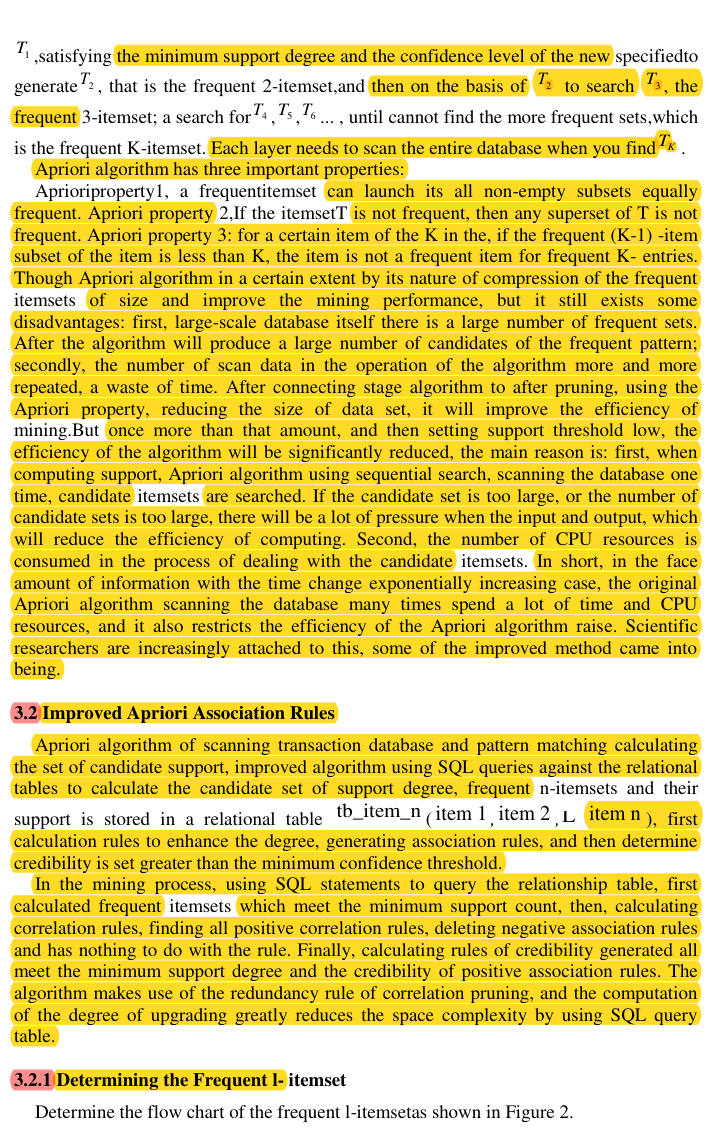 T1 ,satisfying the minimum support degree and the confidence level of the new specifiedto
generate T2 , that is the frequent 2-itemset,and then on the basis of T2 to search T3, the
frequent 3-itemset; a search for T4 , T5 , T6 ... , until cannot find the more frequent sets,which
is the frequent K-itemset. Each layer needs to scan the entire database when you find TK .
Apriori algorithm has three important properties:
Aprioriproperty1, a frequentitemset can launch its all non-empty subsets equally
frequent. Apriori property 2,If the itemsetT is not frequent, then any superset of T is not
frequent. Apriori property 3: for a certain item of the K in the, if the frequent (K-1) -item
subset of the item is less than K, the item is not a frequent item for frequent K- entries.
Though Apriori algorithm in a certain extent by its nature of compression of the frequent
itemsets of size and improve the mining performance, but it still exists some
disadvantages: first, large-scale database itself there is a large number of frequent sets.
After the algorithm will produce a large number of candidates of the frequent pattern;
secondly, the number of scan data in the operation of the algorithm more and more
repeated, a waste of time. After connecting stage algorithm to after pruning, using the
Apriori property, reducing the size of data set, it will improve the efficiency of
mining.But once more than that amount, and then setting support threshold low, the
efficiency of the algorithm will be significantly reduced, the main reason is: first, when
computing support, Apriori algorithm using sequential search, scanning the database one
time, candidate itemsets are searched. If the candidate set is too large, or the number of
candidate sets is too large, there will be a lot of pressure when the input and output, which
will reduce the efficiency of computing. Second, the number of CPU resources is
consumed in the process of dealing with the candidate itemsets. In short, in the face
amount of information with the time change exponentially increasing case, the original
Apriori algorithm scanning the database many times spend a lot of time and CPU
resources, and it also restricts the efficiency of the Apriori algorithm raise. Scientific
researchers are increasingly attached to this, some of the improved method came into
being.
3.2 Improved Apriori Association Rules
Apriori algorithm of scanning transaction database and pattern matching calculating
the set of candidate support, improved algorithm using SQL queries against the relational
tables to calculate the candidate set of support degree, frequent n-itemsets and their
support is stored in a relational table tb_item_n ( item 1 , item 2 , L item n ), first
calculation rules to enhance the degree, generating association rules, and then determine
credibility is set greater than the minimum confidence threshold.
In the mining process, using SQL statements to query the relationship table, first
calculated frequent itemsets which meet the minimum support count, then, calculating
correlation rules, finding all positive correlation rules, deleting negative association rules
and has nothing to do with the rule. Finally, calculating rules of credibility generated all
meet the minimum support degree and the credibility of positive association rules. The
algorithm makes use of the redundancy rule of correlation pruning, and the computation
of the degree of upgrading greatly reduces the space complexity by using SQL query
table.
3.2.1 Determining the Frequent l- itemset
Determine the flow chart of the frequent l-itemsetas shown in Figure 2.